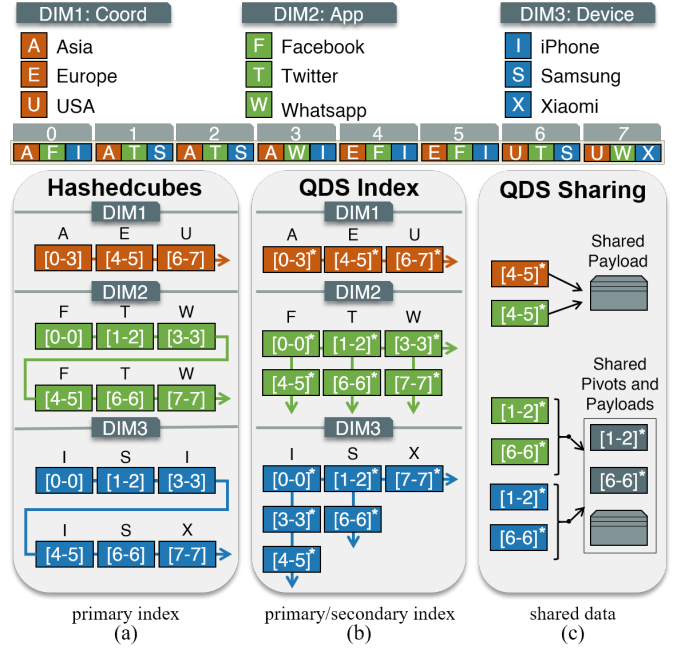 DIM1: Coord DIM2: App DIM3: Device
A Asia F Facebook I iPhone
E Europe T Twitter S Samsung
U USA W Whatsapp X Xiaomi
0 1 2 3 4 5 6 7
A F I A T S A T S A W I E F I E F I U T S U W X
Hashedcubes
DIM1
A E U
[0-3] [4-5] [6-7]
DIM2
F T W
[0-0] [1-2] [3-3]
F T W
[4-5] [6-6] [7-7]
DIM3
I S I
[0-0] [1-2] [3-3]
I S X
[4-5] [6-6] [7-7]
primary index
(a)
QDS Index
DIM1
A E U
[0-3]* [4-5]* [6-7]*
DIM2
F T W
[0-0]* [1-2]* [3-3]*
[4-5]* [6-6]* [7-7]*
DIM3
I S X
[0-0]* [1-2]* [7-7]*
[3-3]* [6-6]*
[4-5]*
primary/secondary index
(b)
QDS Sharing
Shared
Payload
[4-5]*
[4-5]*
Shared
Pivots and
Payloads
[1-2]*
[6-6]*
[1-2]*
[6-6]*
[1-2]*
[6-6]*
shared data
(c)